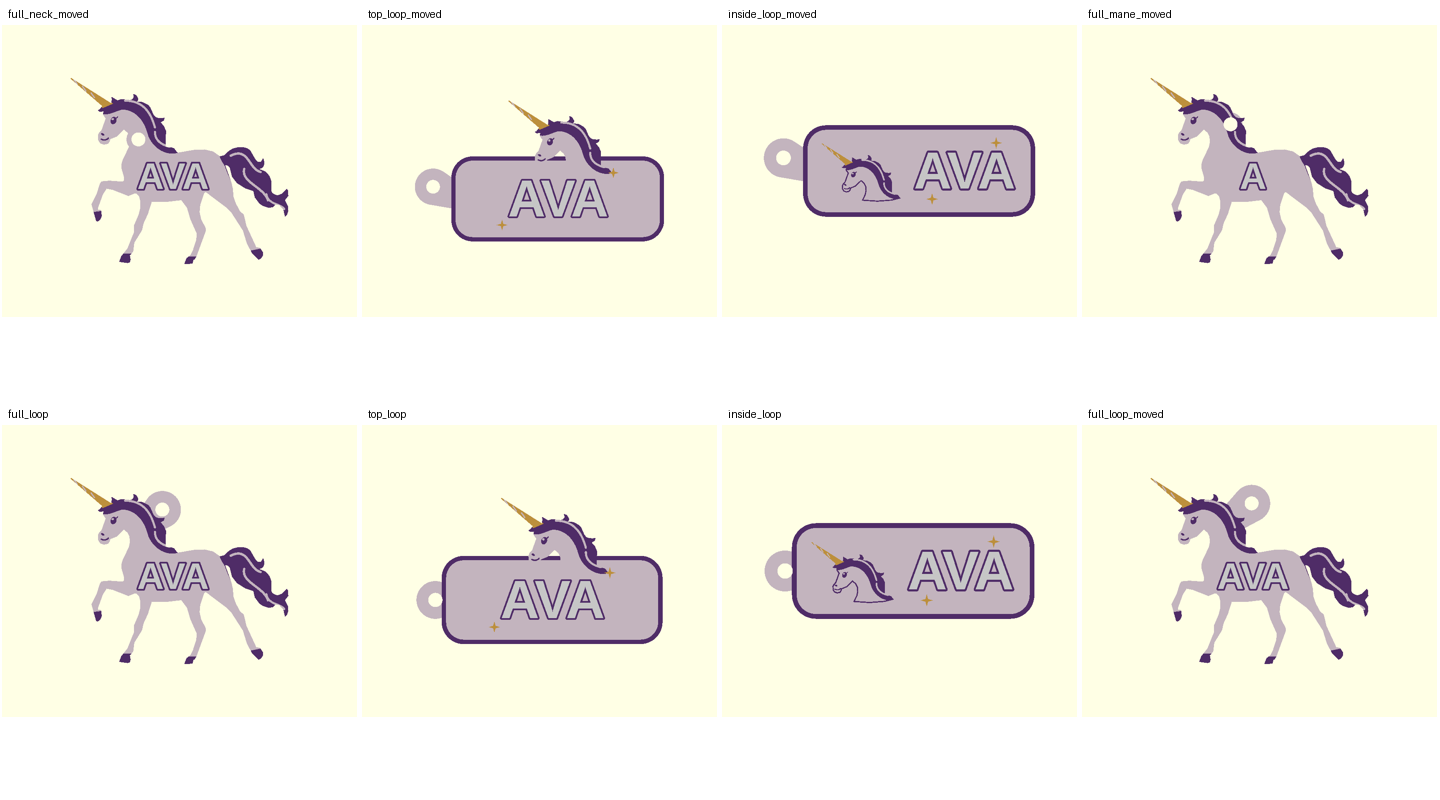 full_neck_moved
top_loop_moved
inside_loop_moved
full_mane_moved
AVA
AVA
AVA
A
full_loop
top_loop
inside_loop
full_loop_moved
AVA
AVA
AVA
AVA